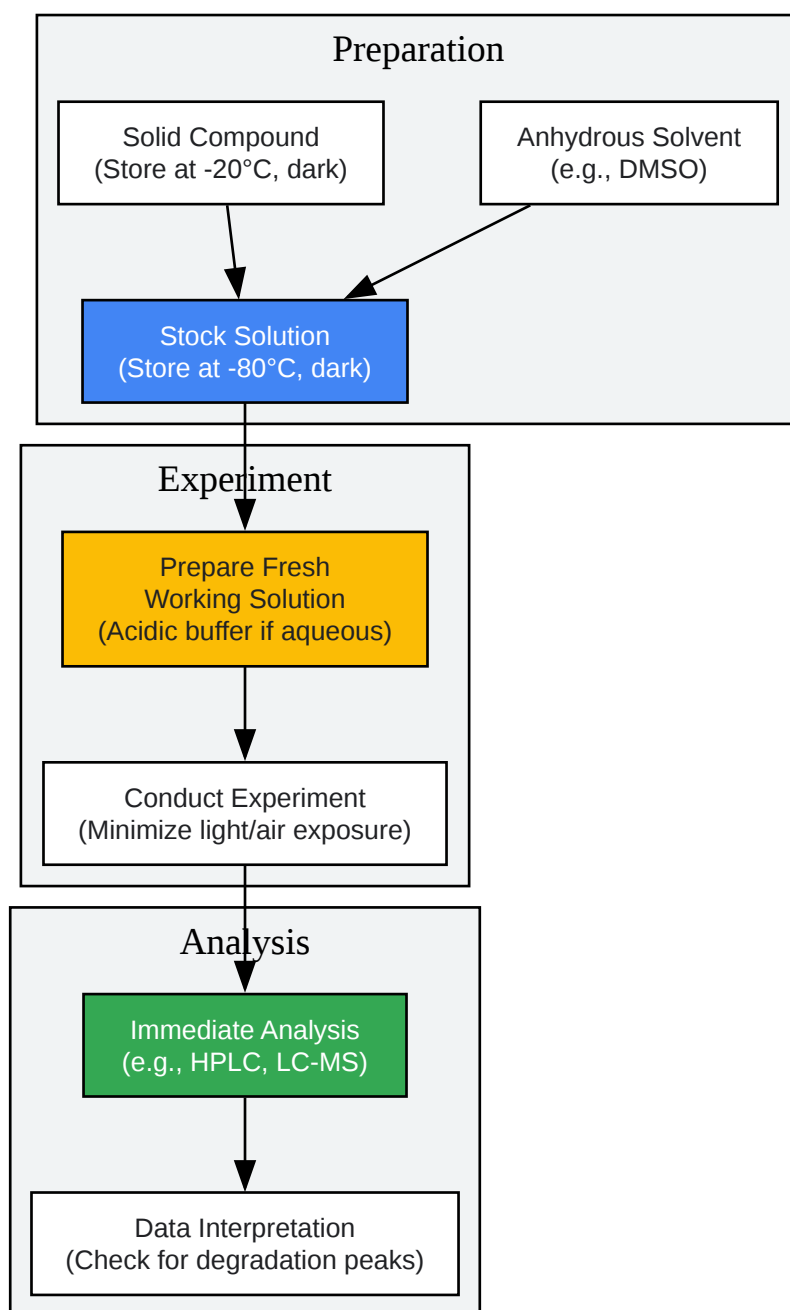 Preparation
Solid Compound
(Store at -20°C, dark)
Anhydrous Solvent
(e.g., DMSO)
Stock Solution
(Store at -80°C, dark)
Experiment
Prepare Fresh
Working Solution
(Acidic buffer if aqueous)
Conduct Experiment
(Minimize light/air exposure)
Analysis
Immediate Analysis
(e.g., HPLC, LC-MS)
Data Interpretation
(Check for degradation peaks)